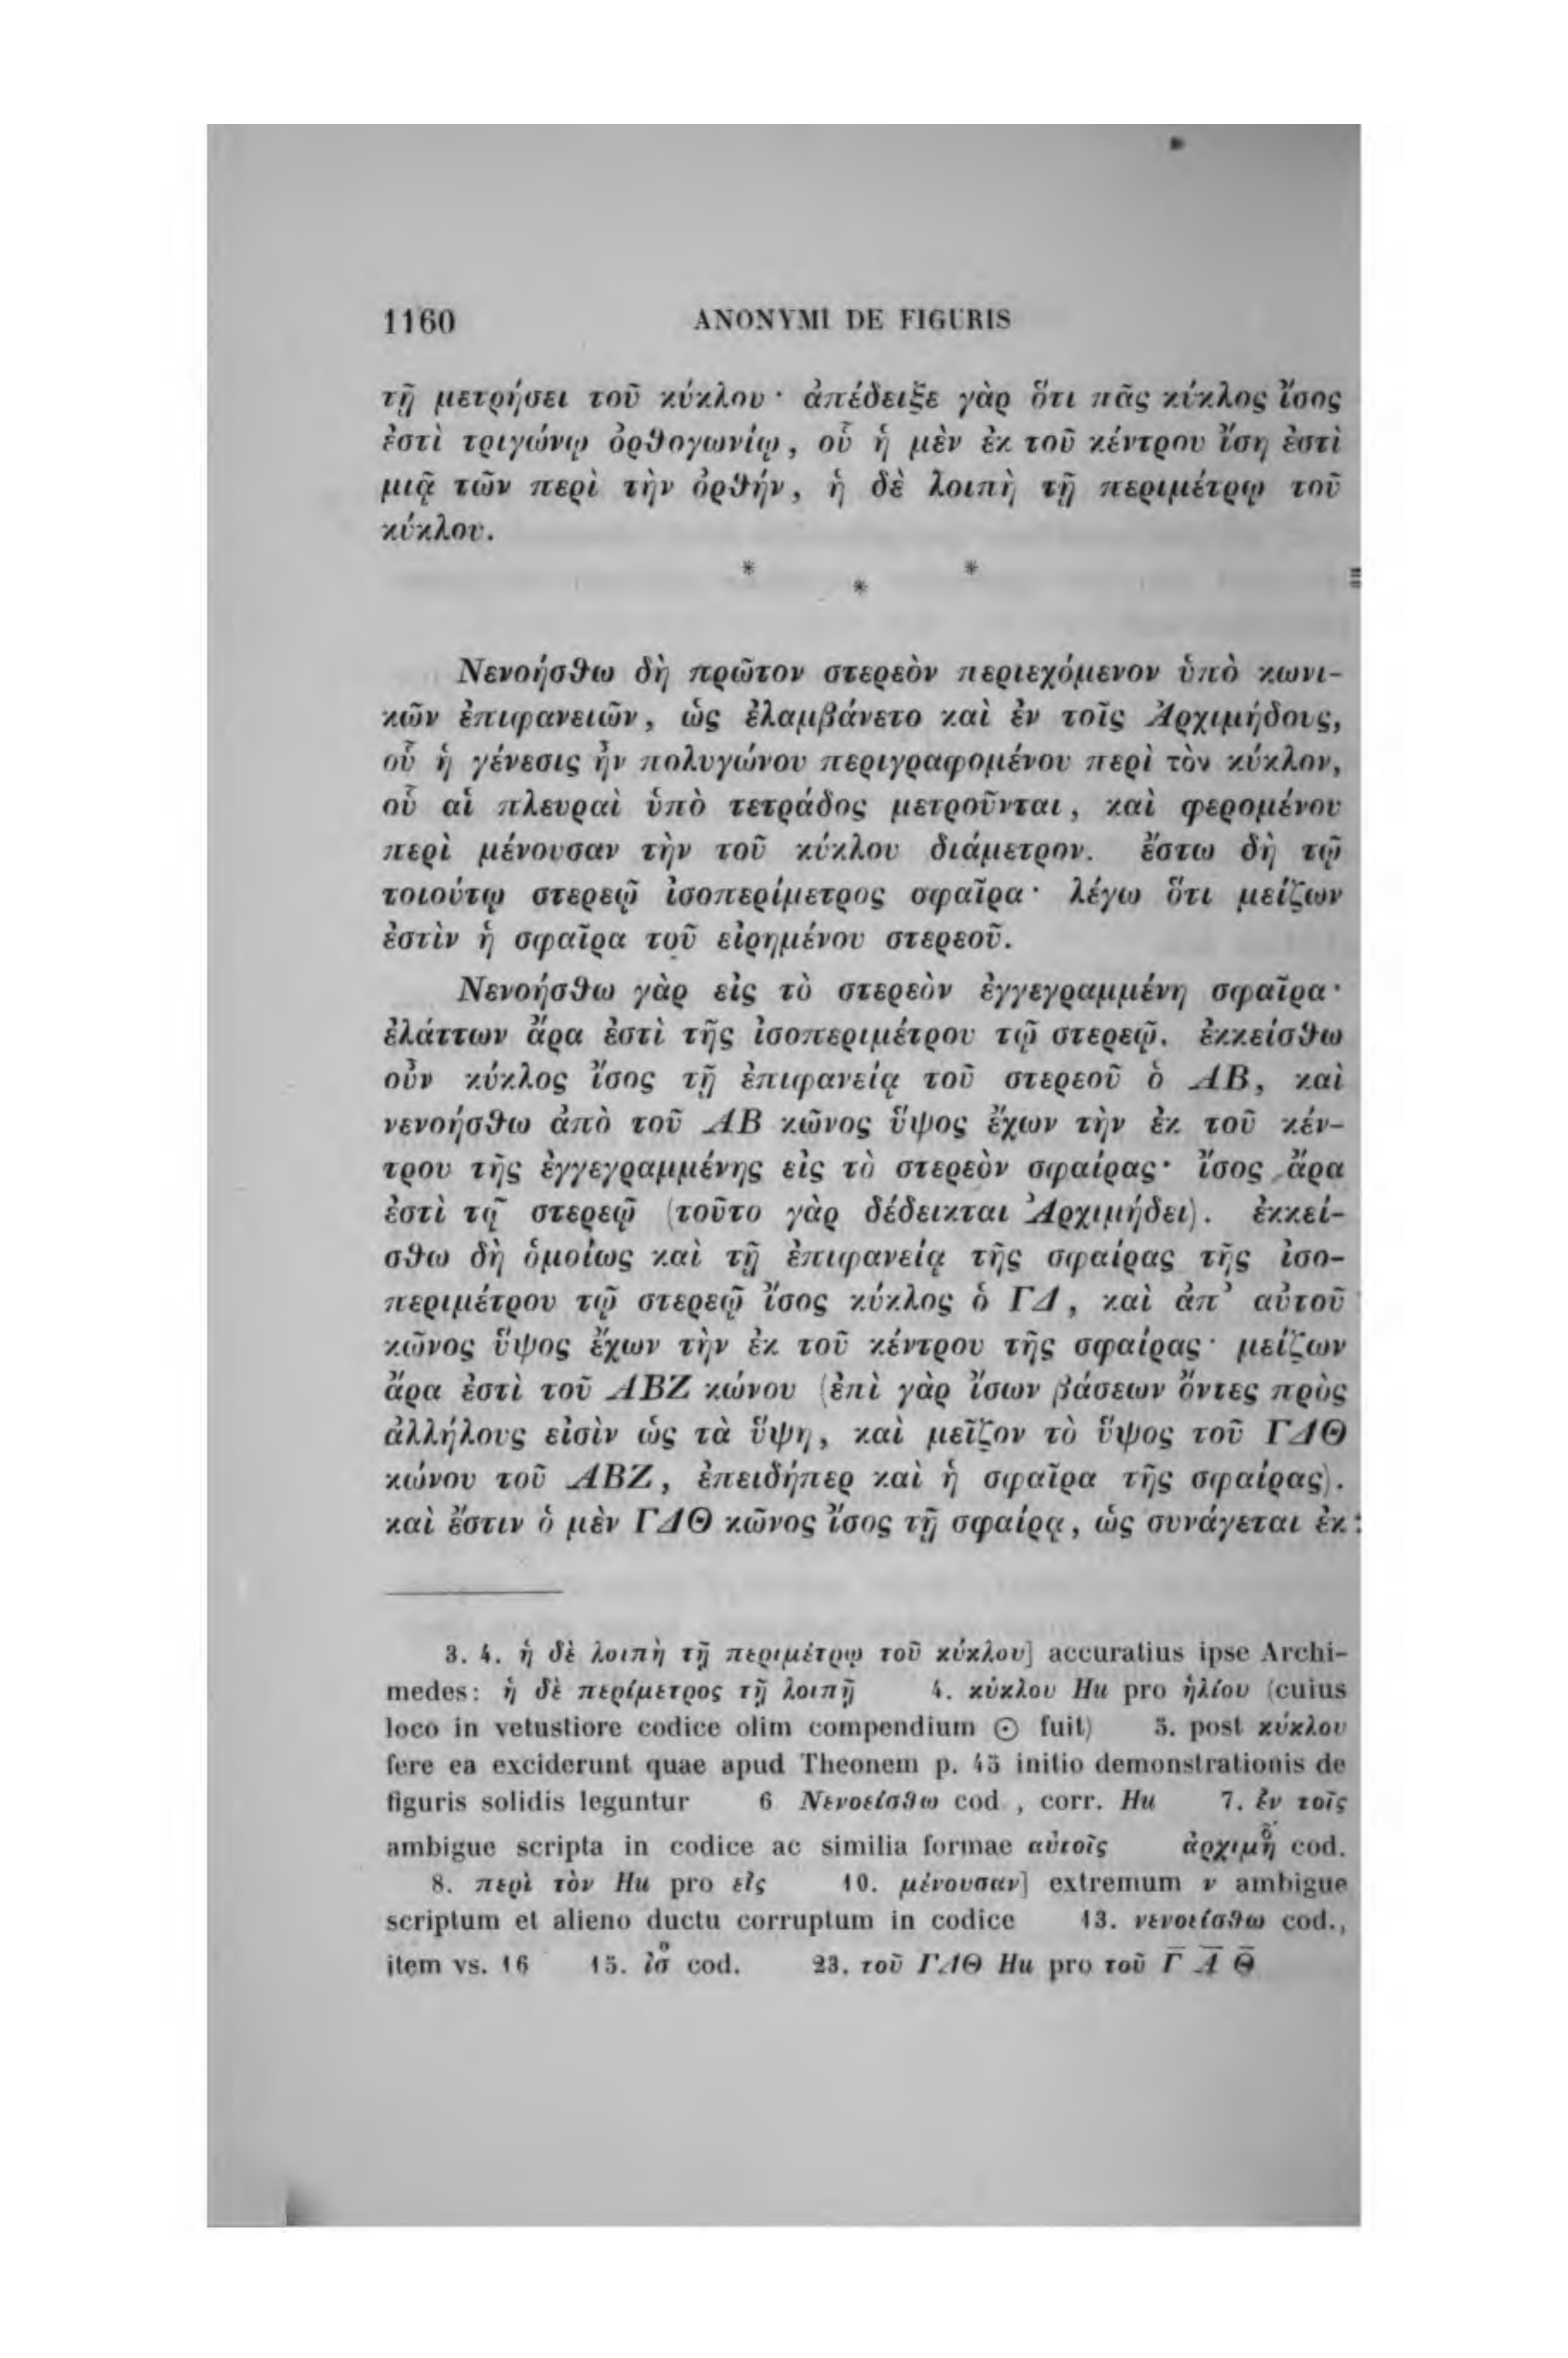 1160 ANONYMI DE FIGURIS
τῇ μετρήσει τοῦ κύκλου · ἀπέδειξε γὰρ ὅτι πᾶς κύκλος ἴσος
ἐστὶ τριγώνῳ ὀρθογωνίῳ, οὗ ἡ μὲν ἐκ τοῦ κέντρου ἴση ἐστὶ
μιᾷ τῶν περὶ τὴν ὀρθήν, ἡ δὲ λοιπὴ τῇ περιμέτρῳ τοῦ
κύκλου.
* * *
Νενοήσθω δὴ πρῶτον στερεὸν περιεχόμενον ὑπὸ κωνι-
κῶν ἐπιφανειῶν, ὡς ἐλαμβάνετο καὶ ἐν τοῖς Ἀρχιμήδους,
οὗ ἡ γένεσις ἦν πολυγώνου περιγραφομένου περὶ τὸν κύκλον,
οὗ αἱ πλευραὶ ὑπὸ τετράδος μετροῦνται, καὶ φερομένου
περὶ μένουσαν τὴν τοῦ κύκλου διάμετρον. ἔστω δὴ τῷ
τοιούτῳ στερεῷ ἰσοπερίμετρος σφαῖρα · λέγω ὅτι μείζων
ἐστὶν ἡ σφαῖρα τοῦ εἰρημένου στερεοῦ.
Νενοήσθω γὰρ εἰς τὸ στερεὸν ἐγγεγραμμένη σφαῖρα ·
ἐλάττων ἄρα ἐστὶ τῆς ἰσοπεριμέτρου τῷ στερεῷ. ἐκκείσθω
οὖν κύκλος ἴσος τῇ ἐπιφανείᾳ τοῦ στερεοῦ ὁ ΑΒ, καὶ
νενοήσθω ἀπὸ τοῦ ΑΒ κῶνος ὕψος ἔχων τὴν ἐκ τοῦ κέν-
τρου τῆς ἐγγεγραμμένης εἰς τὸ στερεὸν σφαίρας · ἴσος ἄρα
ἐστὶ τῷ στερεῷ (τοῦτο γὰρ δέδεικται Ἀρχιμήδει). ἐκκεί-
σθω δὴ ὁμοίως καὶ τῇ ἐπιφανείᾳ τῆς σφαίρας τῆς ἰσο-
περιμέτρου τῷ στερεῷ ἴσος κύκλος ὁ ΓΔ, καὶ ἀπ᾽ αὐτοῦ
κῶνος ὕψος ἔχων τὴν ἐκ τοῦ κέντρου τῆς σφαίρας · μείζων
ἄρα ἐστὶ τοῦ ΑΒΖ κώνου (ἐπὶ γὰρ ἴσων βάσεων ὄντες πρὸς
ἀλλήλους εἰσὶν ὡς τὰ ὕψη, καὶ μεῖζον τὸ ὕψος τοῦ ΓΔΘ
κώνου τοῦ ΑΒΖ, ἐπειδήπερ καὶ ἡ σφαῖρα τῆς σφαίρας).
καὶ ἔστιν ὁ μὲν ΓΔΘ κῶνος ἴσος τῇ σφαίρᾳ, ὡς συνάγεται ἐκ
3. 4. ἡ δὲ λοιπὴ τῇ περιμέτρῳ τοῦ κύκλου] accuratius ipse Archi-
medes: ἡ δὲ περίμετρος τῇ λοιπῇ 4. κύκλου Hu pro ἡλίου (cuius
loco in vetustiore codice olim compendium ⊙ fuit) 5. post κύκλου
fere ea exciderunt quae apud Theonem p. 45 initio demonstrationis de
figuris solidis leguntur 6 Νενοείσθω cod., corr. Hu 7. ἐν τοῖς
ambigue scripta in codice ac similia formae αὐτοῖς ἀρχιμη cod.
8. περὶ τὸν Hu pro εἰς 10. μένουσαν] extremum ν ambigue
scriptum et alieno ductu corruptum in codice 13. νενοείσθω cod.,
item vs. 16 15. ἰσ cod. 23. τοῦ ΓΔΘ Hu pro τοῦ Γ̄ Δ̄ Θ̄